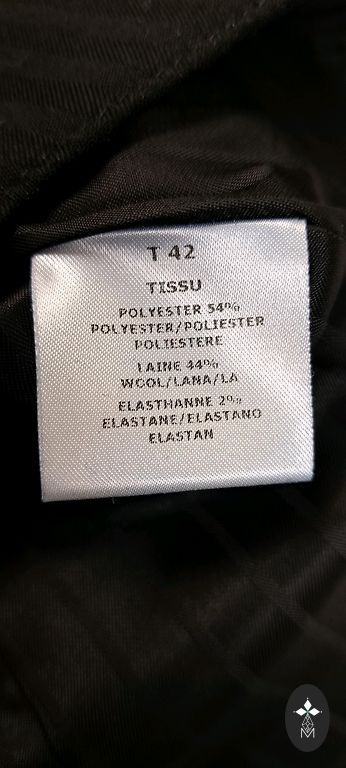 T 42
TISSU
POLYESTER 54%
POLYESTER/POLIESTER
POLIESTERE
LAINE 44%
WOOL/LANA/LA
ELASTHANNE 2%
ELASTANE/ELASTANO
ELASTAN
M